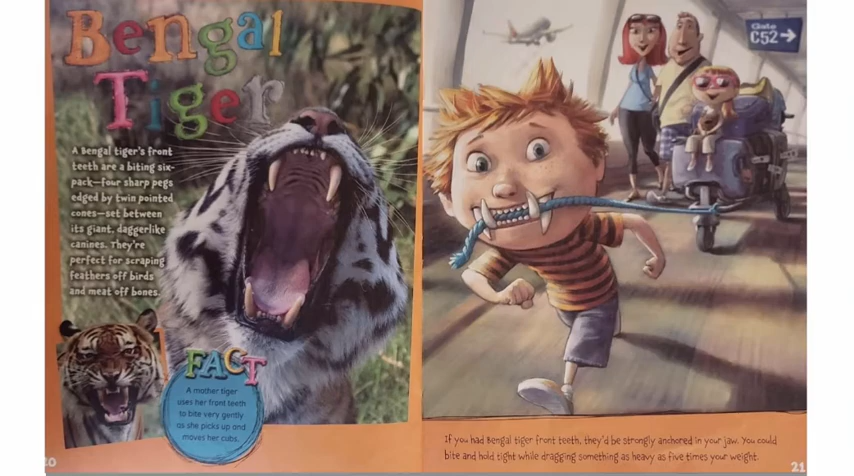 Bengal
Tiger
A Bengal tiger's front
teeth are a biting six-
pack—four sharp pegs
edged by twin pointed
cones—set between
its giant, daggerlike
canines. They're
perfect for scraping
feathers off birds
and meat off bones.
FACT
A mother tiger
uses her front teeth
to bite very gently
as she picks up and
moves her cubs.
20
Gate
C52
If you had Bengal tiger front teeth, they'd be strongly anchored in your jaw. You could
bite and hold tight while dragging something as heavy as five times your weight.
21